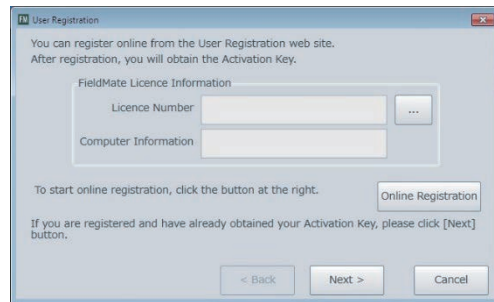 FM User Registration
You can register online from the User Registration web site.
After registration, you will obtain the Activation Key.
FieldMate Licence Information
Licence Number
...
Computer Information
To start online registration, click the button at the right.
Online Registration
If you are registered and have already obtained your Activation Key, please click [Next]
button.
< Back
Next >
Cancel